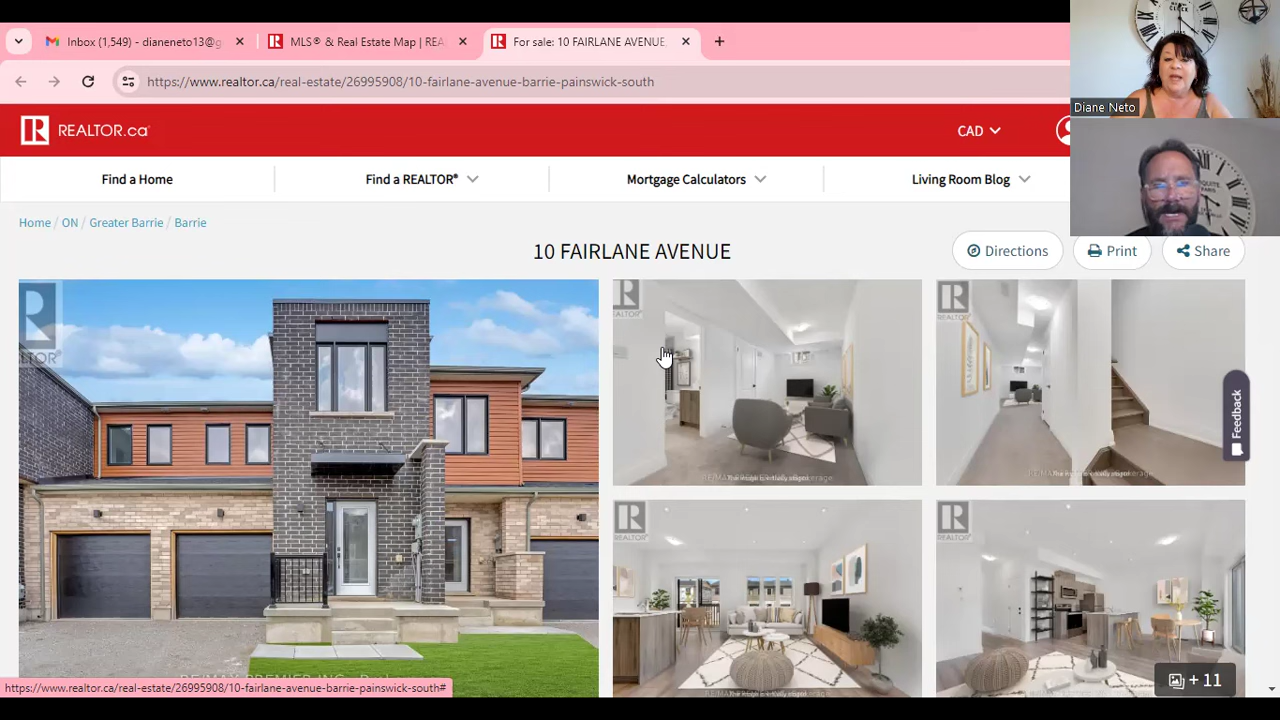 Inbox (1,549) - dianeneto13@g
MLS® & Real Estate Map | REA
For sale: 10 FAIRLANE AVENUE,
https://www.realtor.ca/real-estate/26995908/10-fairlane-avenue-barrie-painswick-south
Diane Neto
REALTOR.ca
CAD
Find a Home
Find a REALTOR®
Mortgage Calculators
Living Room Blog
Home / ON / Greater Barrie / Barrie
10 FAIRLANE AVENUE
Directions
Print
Share
Feedback
+ 11
https://www.realtor.ca/real-estate/26995908/10-fairlane-avenue-barrie-painswick-south#